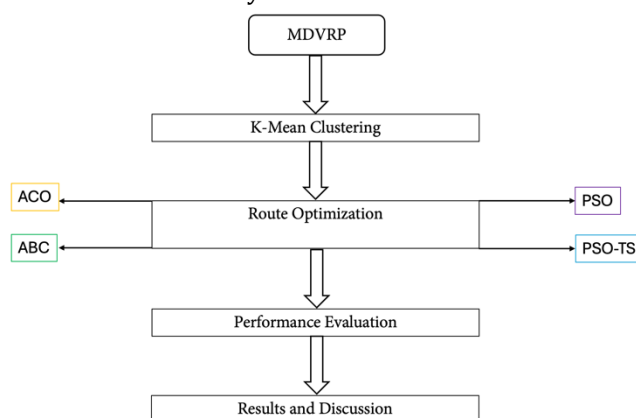 MDVRP
K-Mean Clustering
ACO
Route Optimization
PSO
ABC
PSO-TS
Performance Evaluation
Results and Discussion